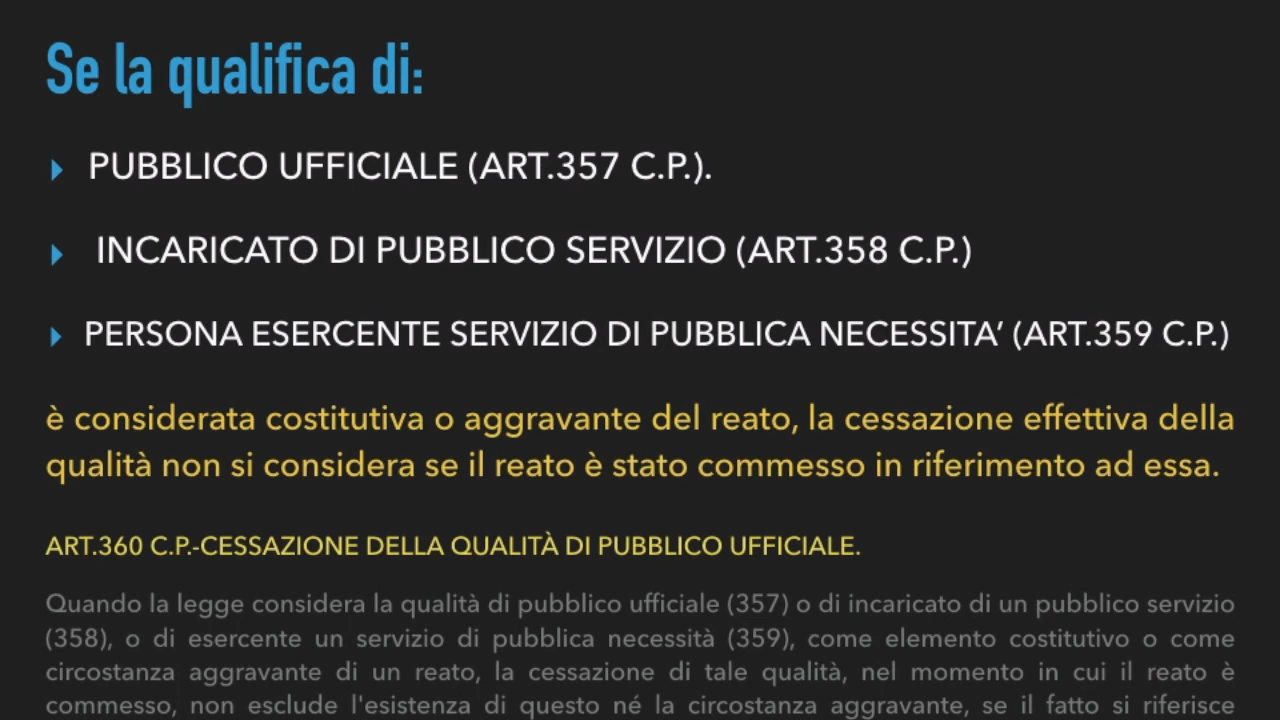 Se la qualifica di:
PUBBLICO UFFICIALE (ART.357 C.P.).
INCARICATO DI PUBBLICO SERVIZIO (ART.358 C.P.)
PERSONA ESERCENTE SERVIZIO DI PUBBLICA NECESSITA’ (ART.359 C.P.)
è considerata costitutiva o aggravante del reato, la cessazione effettiva della
qualità non si considera se il reato è stato commesso in riferimento ad essa.
ART.360 C.P.-CESSAZIONE DELLA QUALITÀ DI PUBBLICO UFFICIALE.
Quando la legge considera la qualità di pubblico ufficiale (357) o di incaricato di un pubblico servizio
(358), o di esercente un servizio di pubblica necessità (359), come elemento costitutivo o come
circostanza aggravante di un reato, la cessazione di tale qualità, nel momento in cui il reato è
commesso, non esclude l'esistenza di questo né la circostanza aggravante, se il fatto si riferisce